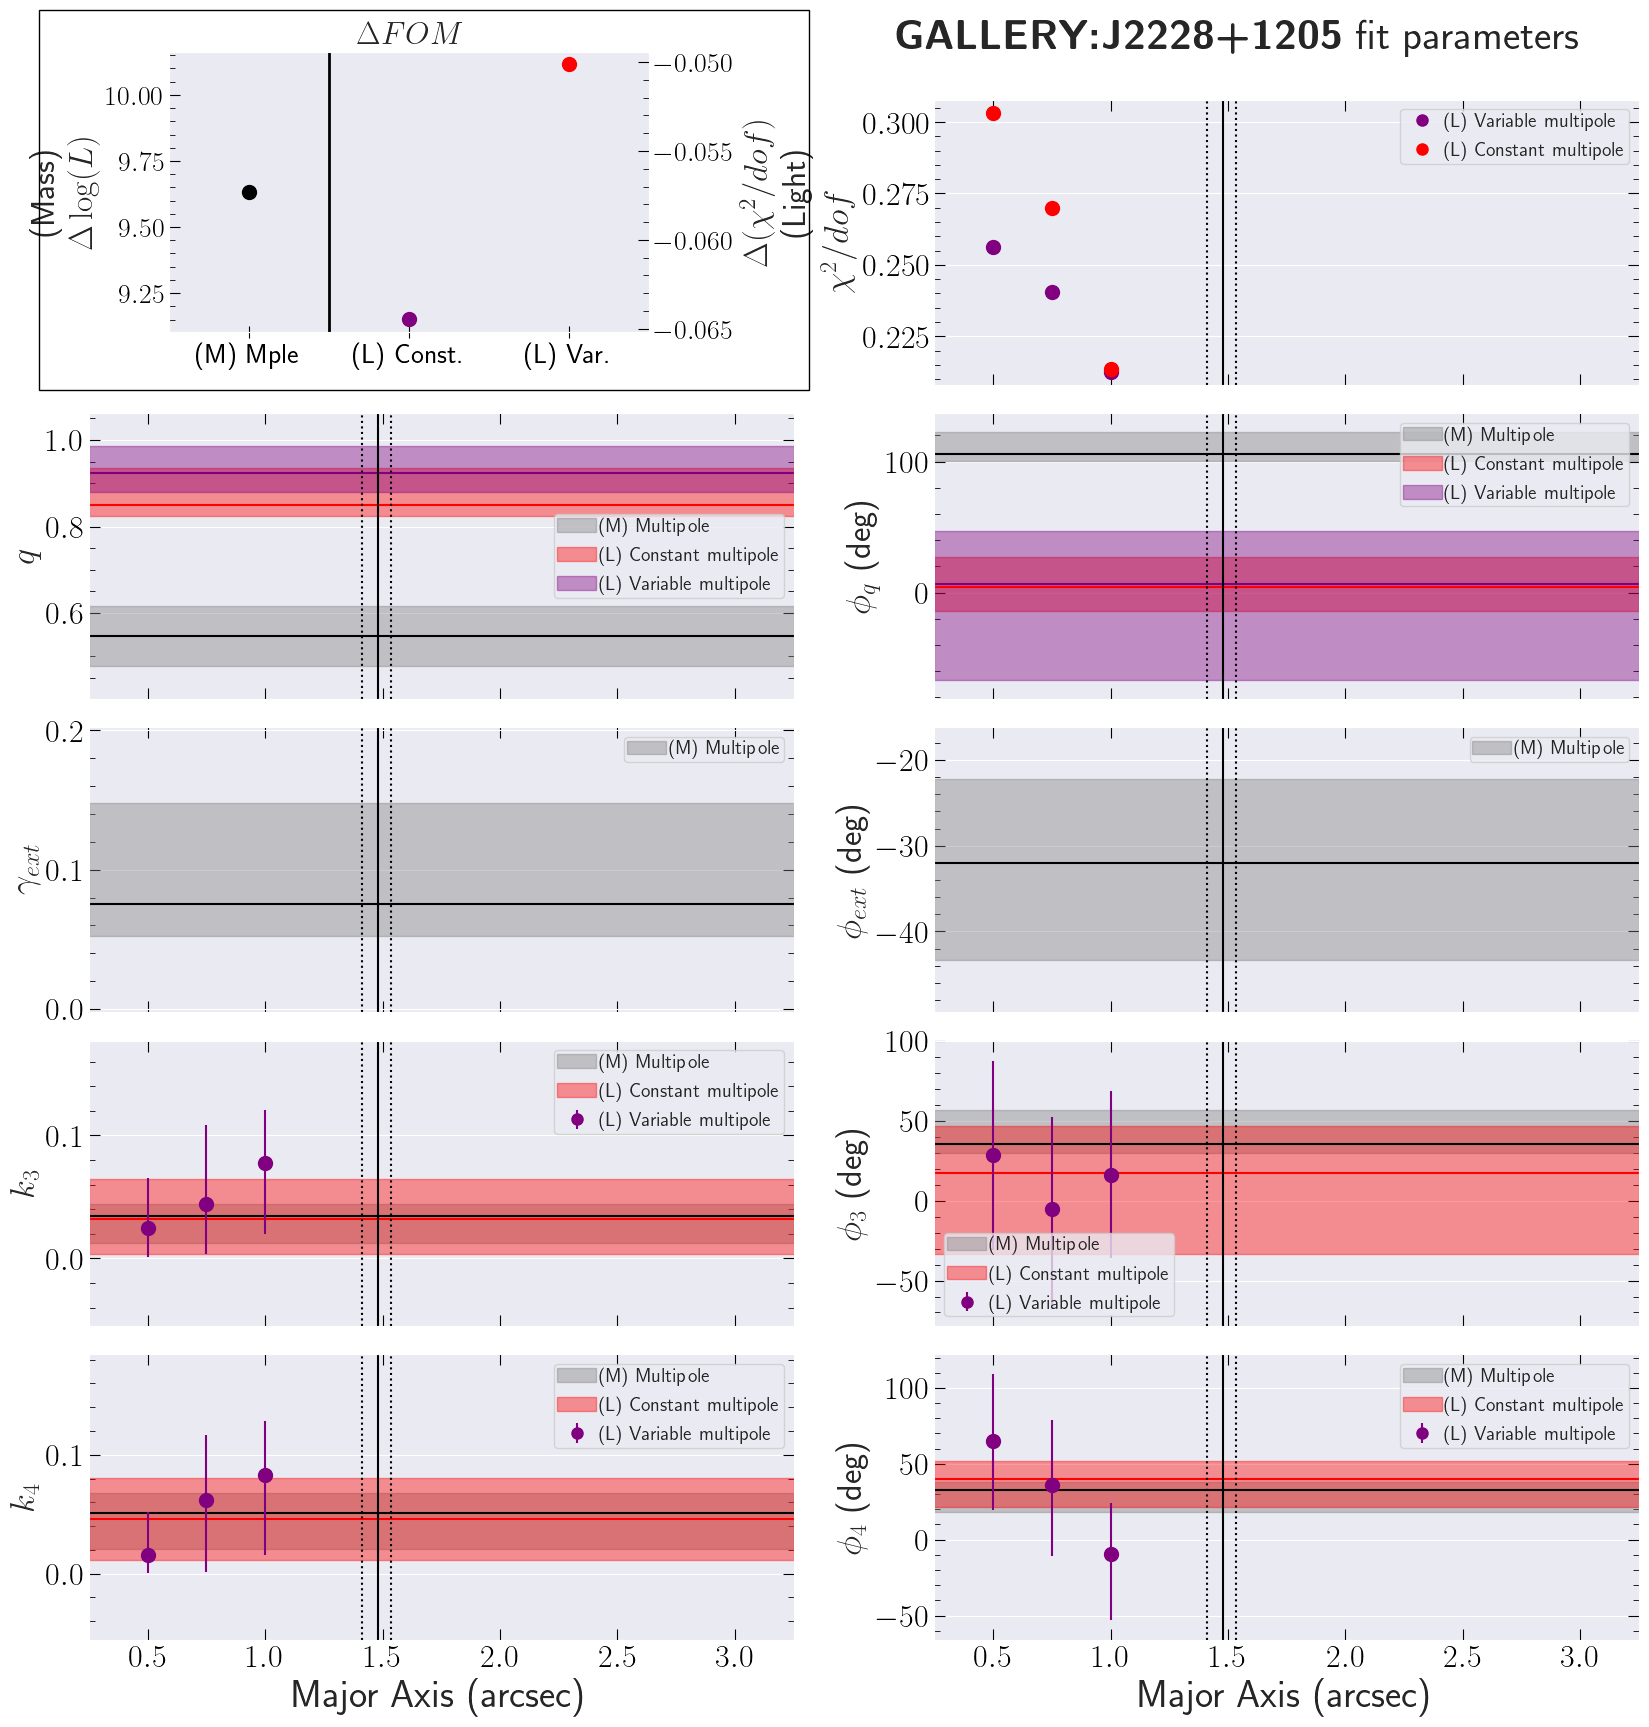 ΔFOM
GALLERY:J2228+1205 fit parameters
(Mass)
Δ log(L)
10.00
9.75
9.50
9.25
−0.050
−0.055
−0.060
−0.065
Δ(χ²/dof)
(Light)
(M) Mple
(L) Const.
(L) Var.
χ²/dof
0.300
0.275
0.250
0.225
(L) Variable multipole
(L) Constant multipole
q
1.0
0.8
0.6
(M) Multipole
(L) Constant multipole
(L) Variable multipole
ϕ_q (deg)
100
0
(M) Multipole
(L) Constant multipole
(L) Variable multipole
γ_ext
0.2
0.1
0.0
(M) Multipole
ϕ_ext (deg)
−20
−30
−40
(M) Multipole
k₃
0.1
0.0
(M) Multipole
(L) Constant multipole
(L) Variable multipole
ϕ₃ (deg)
100
50
0
−50
(M) Multipole
(L) Constant multipole
(L) Variable multipole
k₄
0.1
0.0
(M) Multipole
(L) Constant multipole
(L) Variable multipole
0.5 1.0 1.5 2.0 2.5 3.0
Major Axis (arcsec)
ϕ₄ (deg)
100
50
0
−50
(M) Multipole
(L) Constant multipole
(L) Variable multipole
0.5 1.0 1.5 2.0 2.5 3.0
Major Axis (arcsec)